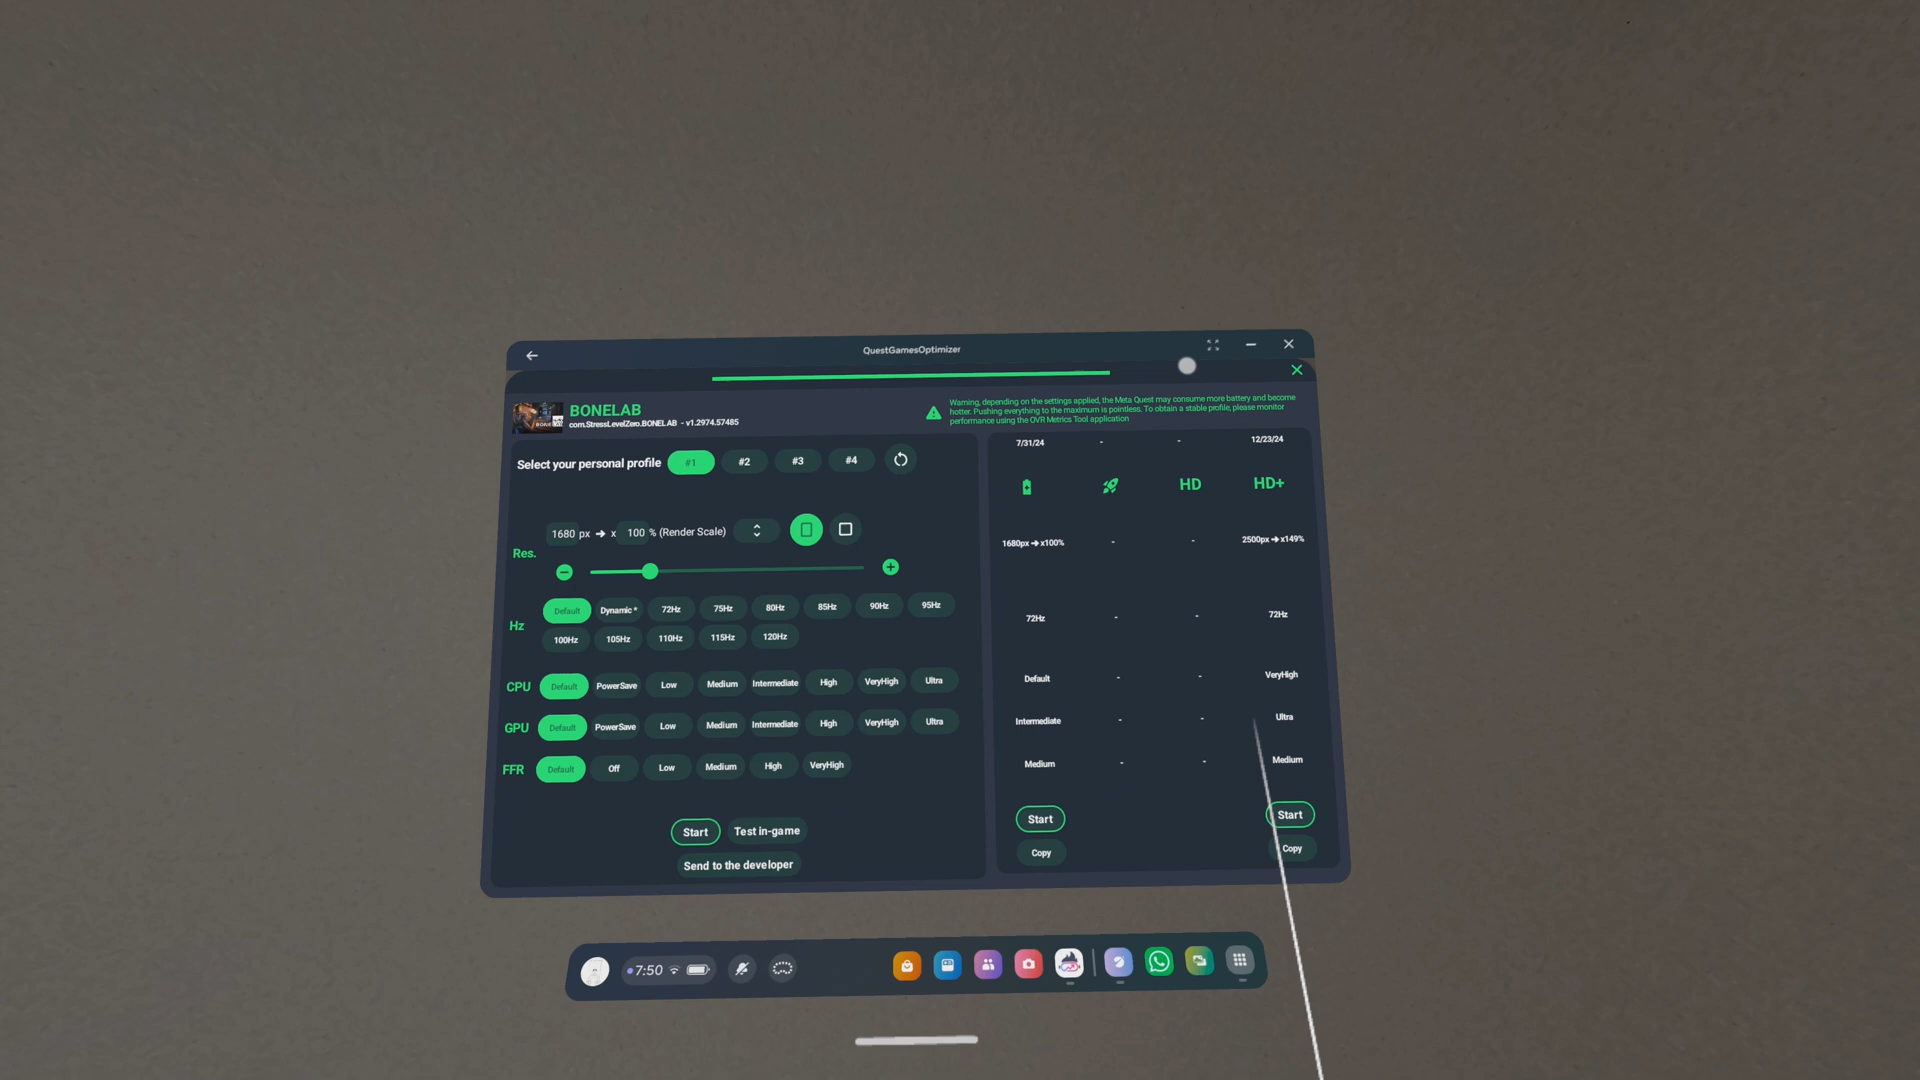 QuestGamesOptimizer
BONELAB
com.StressLevelZero.BONELAB - v1.2974.57485
Warning, depending on the settings applied, the Meta Quest may consume more battery and become
hotter. Pushing everything to the maximum is pointless. To obtain a stable profile, please monitor
performance using the OVR Metrics Tool application
Select your personal profile #1 #2 #3 #4
Res.
1680 px ➔ x 100 % (Render Scale)
Hz
Default Dynamic * 72Hz 75Hz 80Hz 85Hz 90Hz 95Hz
100Hz 105Hz 110Hz 115Hz 120Hz
CPU Default PowerSave Low Medium Intermediate High VeryHigh Ultra
GPU Default PowerSave Low Medium Intermediate High VeryHigh Ultra
FFR Default Off Low Medium High VeryHigh
Start Test in-game
Send to the developer
7/31/24 - - 12/23/24
HD HD+
1680px➔x100% - - 2500px➔x149%
72Hz - - 72Hz
Default - - VeryHigh
Intermediate - - Ultra
Medium - - Medium
Start Start
Copy Copy
7:50